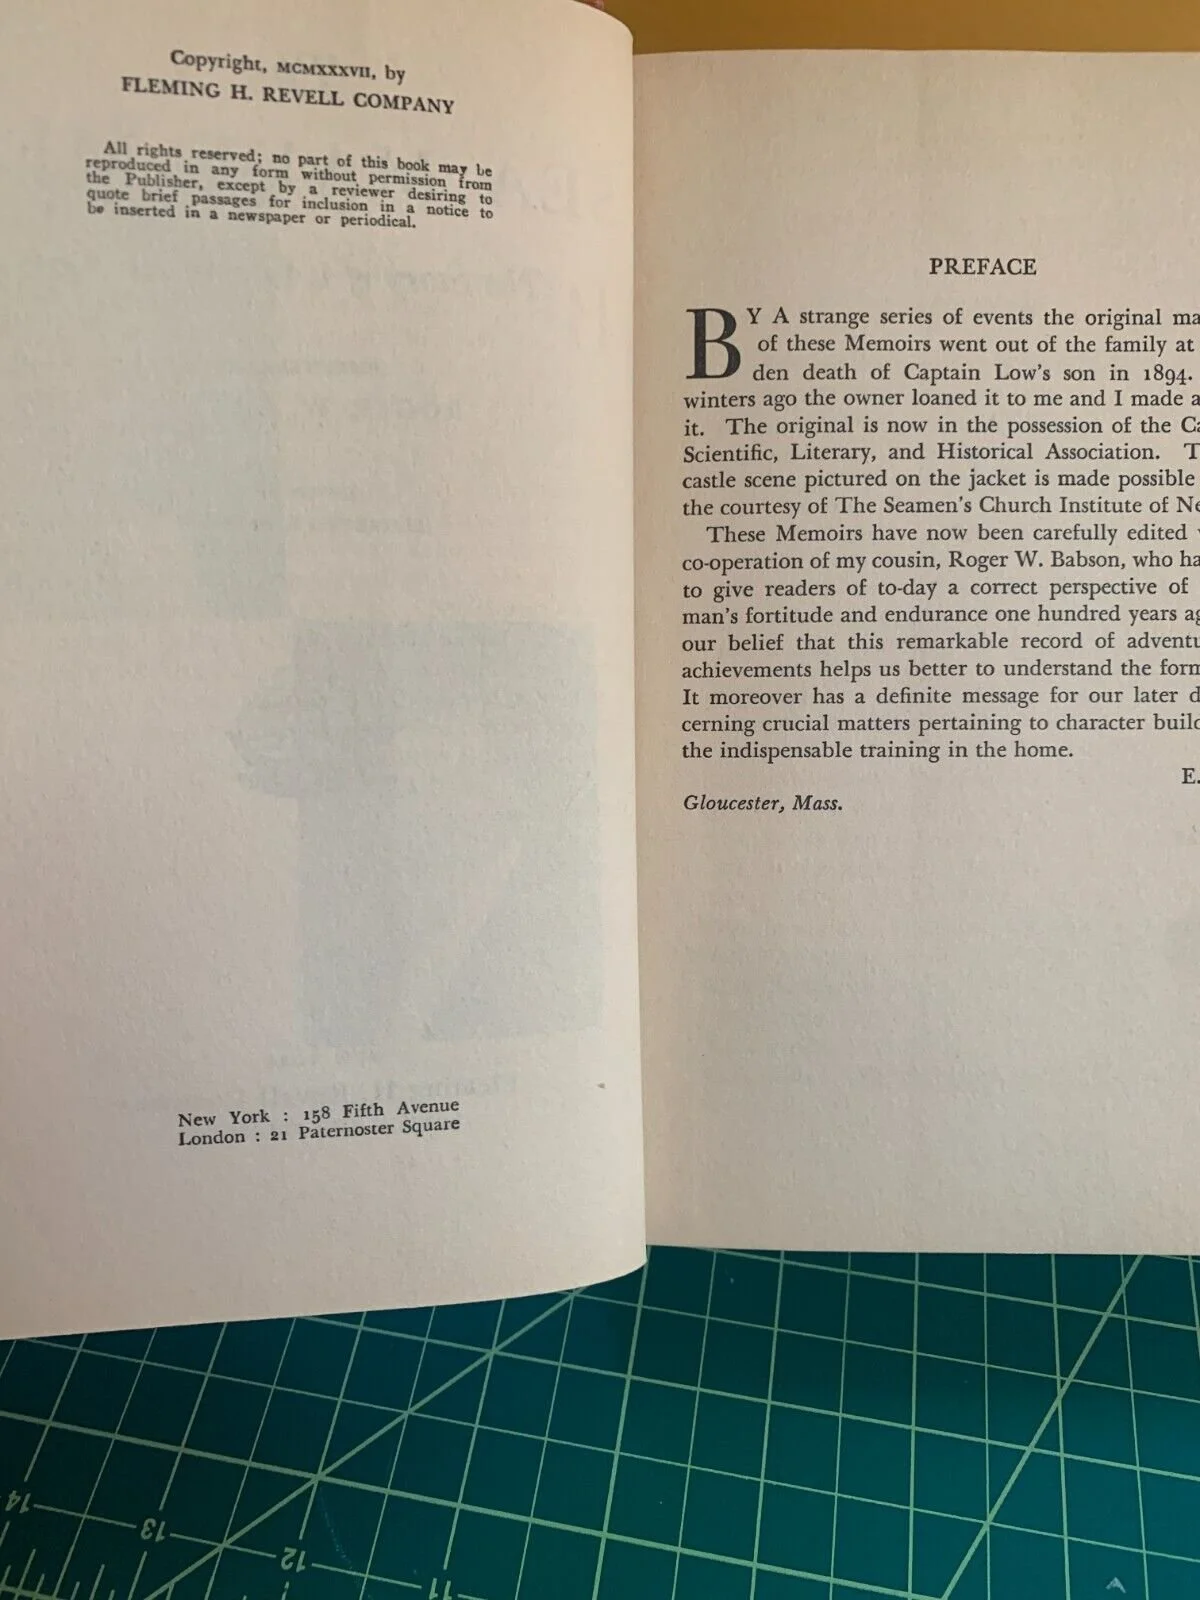 Copyright, MCMXXXVII, by
FLEMING H. REVELL COMPANY
All rights reserved; no part of this book may be
reproduced in any form without permission from
the Publisher, except by a reviewer desiring to
quote brief passages for inclusion in a notice to
be inserted in a newspaper or periodical.
New York : 158 Fifth Avenue
London : 21 Paternoster Square
PREFACE
BY A strange series of events the original ma
of these Memoirs went out of the family at
den death of Captain Low's son in 1894.
winters ago the owner loaned it to me and I made a
it. The original is now in the possession of the Ca
Scientific, Literary, and Historical Association. T
castle scene pictured on the jacket is made possible
the courtesy of The Seamen's Church Institute of Ne
These Memoirs have now been carefully edited
co-operation of my cousin, Roger W. Babson, who ha
to give readers of to-day a correct perspective of
man's fortitude and endurance one hundred years ag
our belief that this remarkable record of adventu
achievements helps us better to understand the form
It moreover has a definite message for our later d
cerning crucial matters pertaining to character build
the indispensable training in the home.
E.
Gloucester, Mass.
14
13
12
11